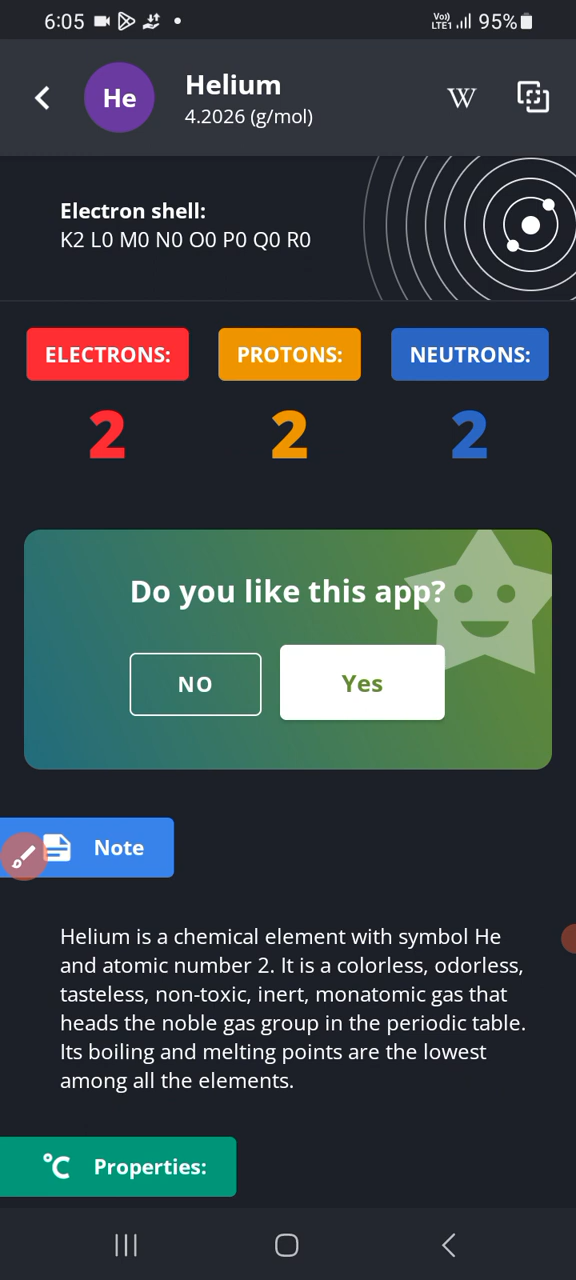 6:05
Vo)) LTE1 95%
He
Helium
W
4.2026 (g/mol)
Electron shell:
K2 L0 M0 N0 O0 P0 Q0 R0
ELECTRONS: PROTONS: NEUTRONS:
2 2 2
Do you like this app?
NO Yes
Note
Helium is a chemical element with symbol He
and atomic number 2. It is a colorless, odorless,
tasteless, non-toxic, inert, monatomic gas that
heads the noble gas group in the periodic table.
Its boiling and melting points are the lowest
among all the elements.
°C Properties: